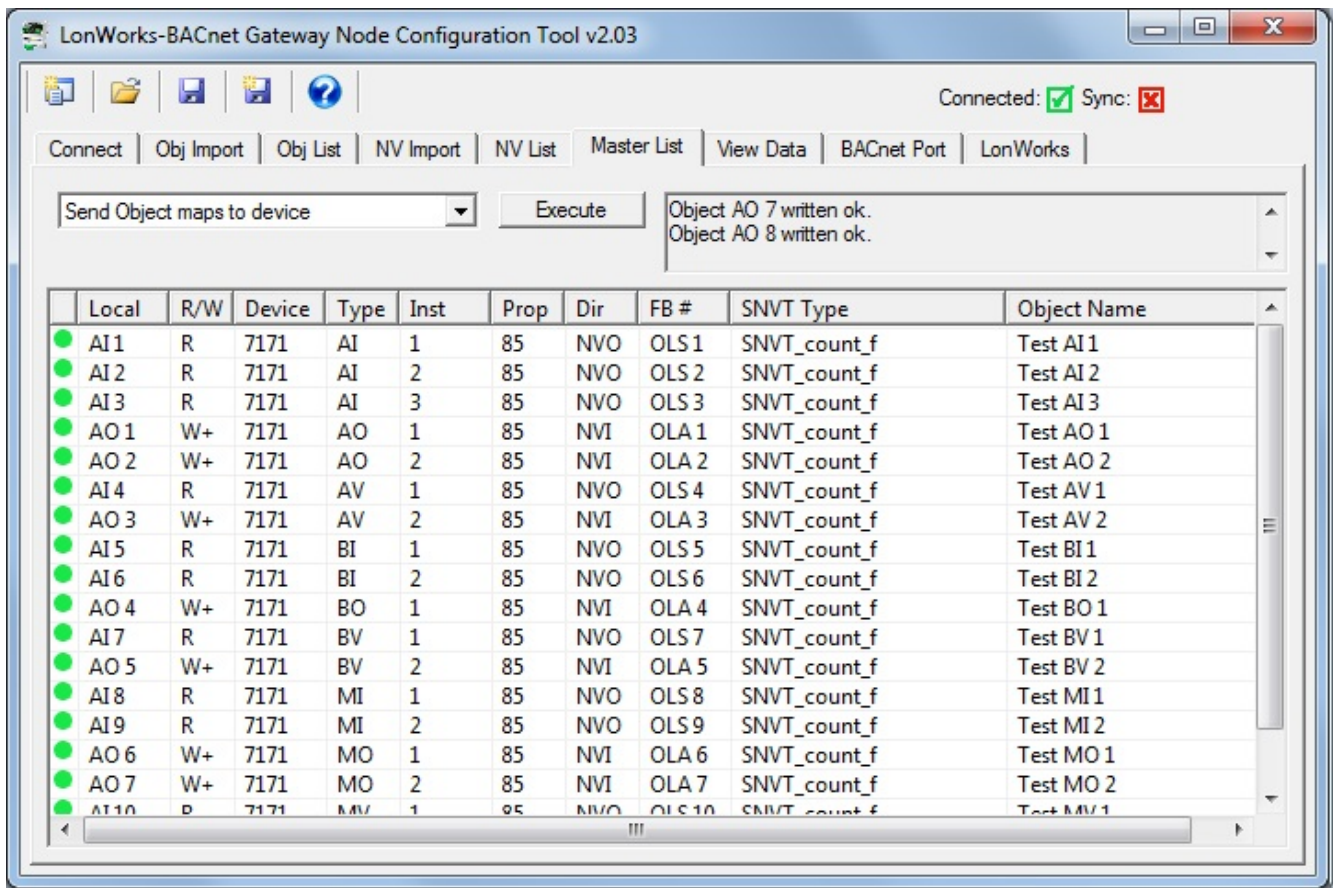 LonWorks-BACnet Gateway Node Configuration Tool v2.03
Connected: Sync:
Connect Obj Import Obj List NV Import NV List Master List View Data BACnet Port LonWorks
Send Object maps to device Execute Object AO 7 written ok.
Object AO 8 written ok.
Local R/W Device Type Inst Prop Dir FB # SNVT Type Object Name
AI 1 R 7171 AI 1 85 NVO OLS 1 SNVT_count_f Test AI 1
AI 2 R 7171 AI 2 85 NVO OLS 2 SNVT_count_f Test AI 2
AI 3 R 7171 AI 3 85 NVO OLS 3 SNVT_count_f Test AI 3
AO 1 W+ 7171 AO 1 85 NVI OLA 1 SNVT_count_f Test AO 1
AO 2 W+ 7171 AO 2 85 NVI OLA 2 SNVT_count_f Test AO 2
AI 4 R 7171 AV 1 85 NVO OLS 4 SNVT_count_f Test AV 1
AO 3 W+ 7171 AV 2 85 NVI OLA 3 SNVT_count_f Test AV 2
AI 5 R 7171 BI 1 85 NVO OLS 5 SNVT_count_f Test BI 1
AI 6 R 7171 BI 2 85 NVO OLS 6 SNVT_count_f Test BI 2
AO 4 W+ 7171 BO 1 85 NVI OLA 4 SNVT_count_f Test BO 1
AI 7 R 7171 BV 1 85 NVO OLS 7 SNVT_count_f Test BV 1
AO 5 W+ 7171 BV 2 85 NVI OLA 5 SNVT_count_f Test BV 2
AI 8 R 7171 MI 1 85 NVO OLS 8 SNVT_count_f Test MI 1
AI 9 R 7171 MI 2 85 NVO OLS 9 SNVT_count_f Test MI 2
AO 6 W+ 7171 MO 1 85 NVI OLA 6 SNVT_count_f Test MO 1
AO 7 W+ 7171 MO 2 85 NVI OLA 7 SNVT_count_f Test MO 2
AI 10 R 7171 MV 1 85 NVO OLS 10 SNVT_count_f Test MV 1